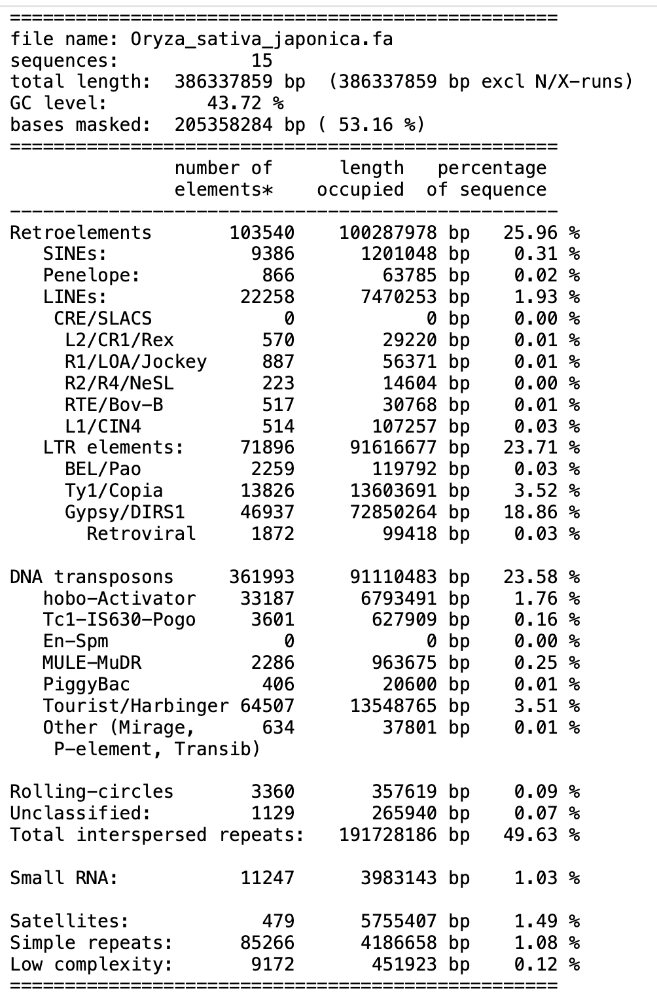 ==================================================
file name: Oryza_sativa_japonica.fa
sequences:            15
total length:  386337859 bp  (386337859 bp excl N/X-runs)
GC level:         43.72 %
bases masked:  205358284 bp ( 53.16 %)
==================================================
               number of      length   percentage
               elements*    occupied  of sequence
--------------------------------------------------
Retroelements       103540    100287978 bp   25.96 %
   SINEs:             9386      1201048 bp    0.31 %
   Penelope:           866        63785 bp    0.02 %
   LINEs:            22258      7470253 bp    1.93 %
    CRE/SLACS            0            0 bp    0.00 %
     L2/CR1/Rex        570        29220 bp    0.01 %
     R1/LOA/Jockey     887        56371 bp    0.01 %
     R2/R4/NeSL        223        14604 bp    0.00 %
     RTE/Bov-B         517        30768 bp    0.01 %
     L1/CIN4           514       107257 bp    0.03 %
   LTR elements:     71896     91616677 bp   23.71 %
     BEL/Pao          2259       119792 bp    0.03 %
     Ty1/Copia       13826     13603691 bp    3.52 %
     Gypsy/DIRS1     46937     72850264 bp   18.86 %
       Retroviral     1872        99418 bp    0.03 %
DNA transposons     361993     91110483 bp   23.58 %
   hobo-Activator    33187      6793491 bp    1.76 %
   Tc1-IS630-Pogo     3601       627909 bp    0.16 %
   En-Spm                0            0 bp    0.00 %
   MULE-MuDR          2286       963675 bp    0.25 %
   PiggyBac            406        20600 bp    0.01 %
   Tourist/Harbinger 64507     13548765 bp    3.51 %
   Other (Mirage,      634        37801 bp    0.01 %
    P-element, Transib)
Rolling-circles       3360       357619 bp    0.09 %
Unclassified:         1129       265940 bp    0.07 %
Total interspersed repeats:   191728186 bp   49.63 %
Small RNA:           11247      3983143 bp    1.03 %
Satellites:            479      5755407 bp    1.49 %
Simple repeats:      85266      4186658 bp    1.08 %
Low complexity:       9172       451923 bp    0.12 %
==================================================